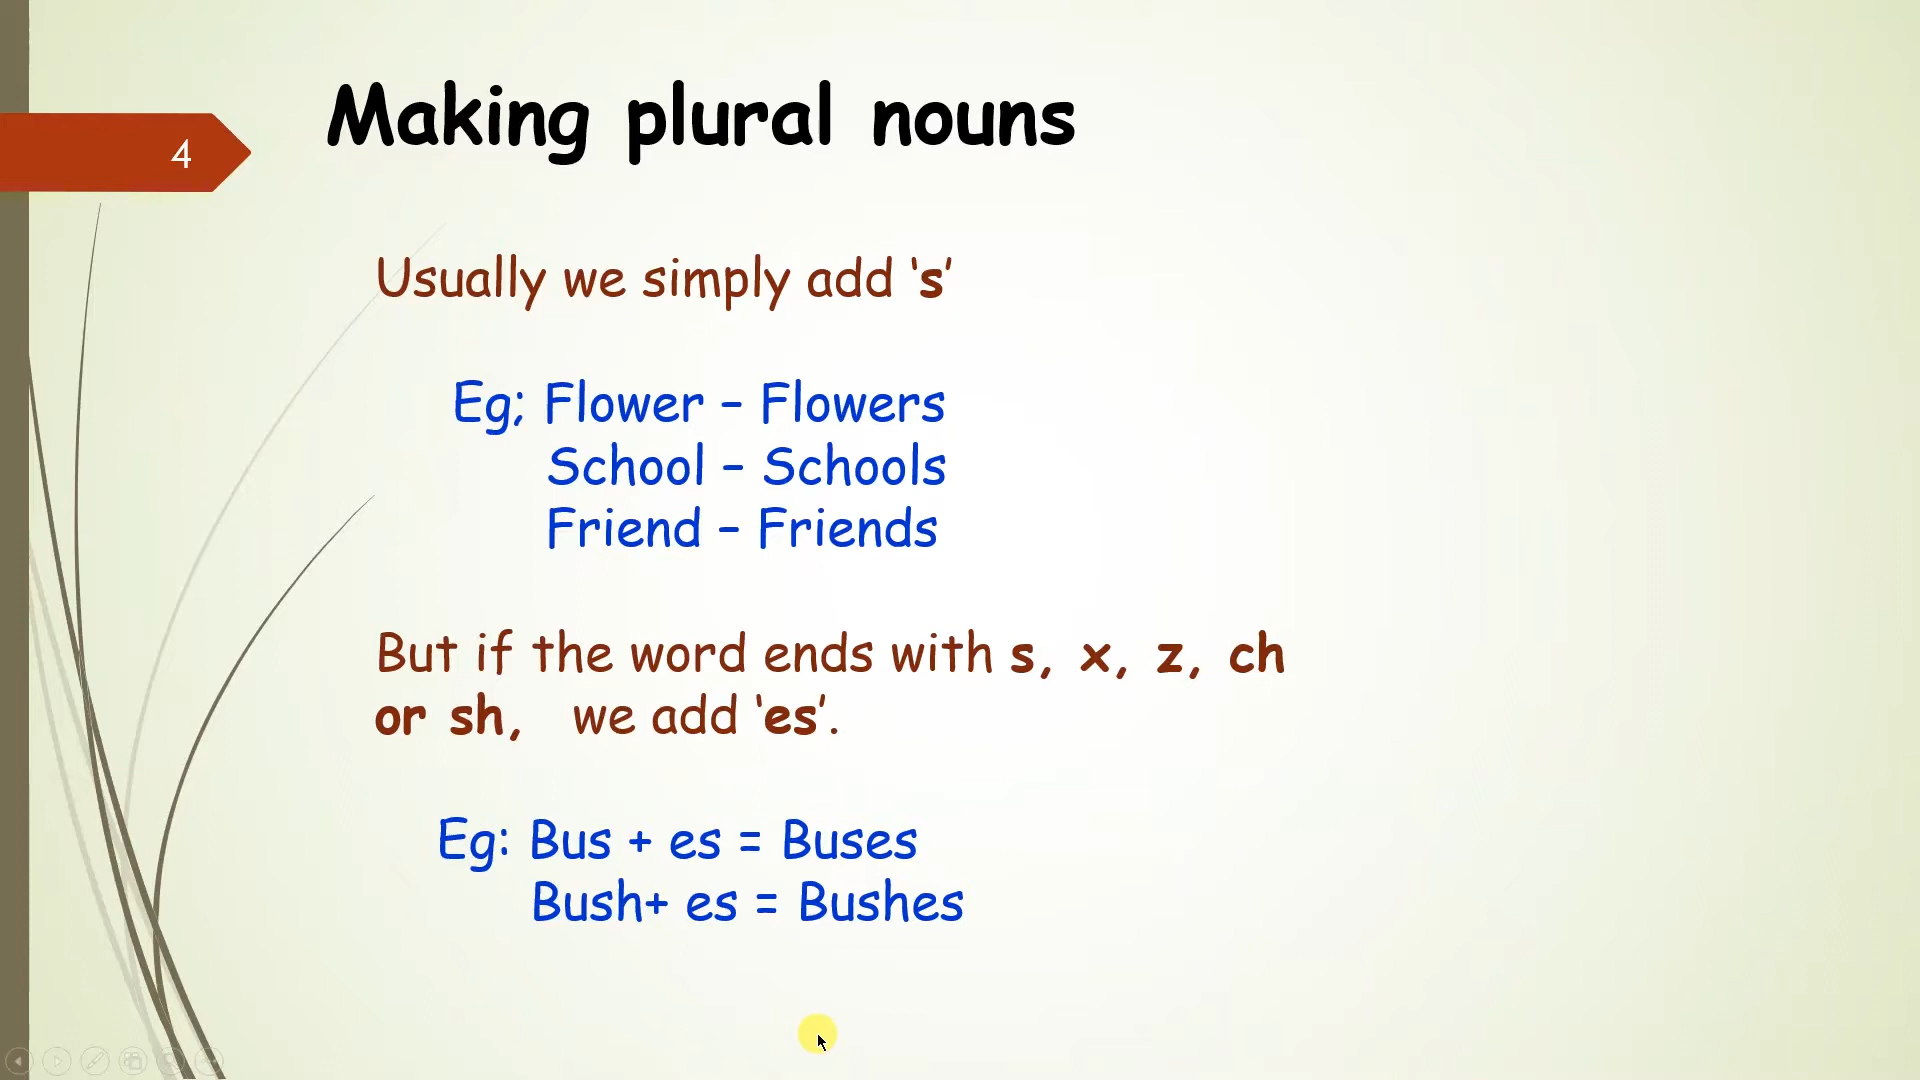 4
Making plural nouns
Usually we simply add ‘s’
Eg; Flower – Flowers
School – Schools
Friend – Friends
But if the word ends with s, x, z, ch
or sh, we add ‘es’.
Eg: Bus + es = Buses
Bush+ es = Bushes